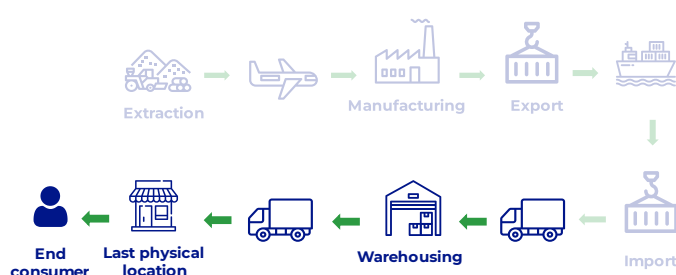 Extraction
Manufacturing
Export
Import
Warehousing
Last physical
location
End
consumer